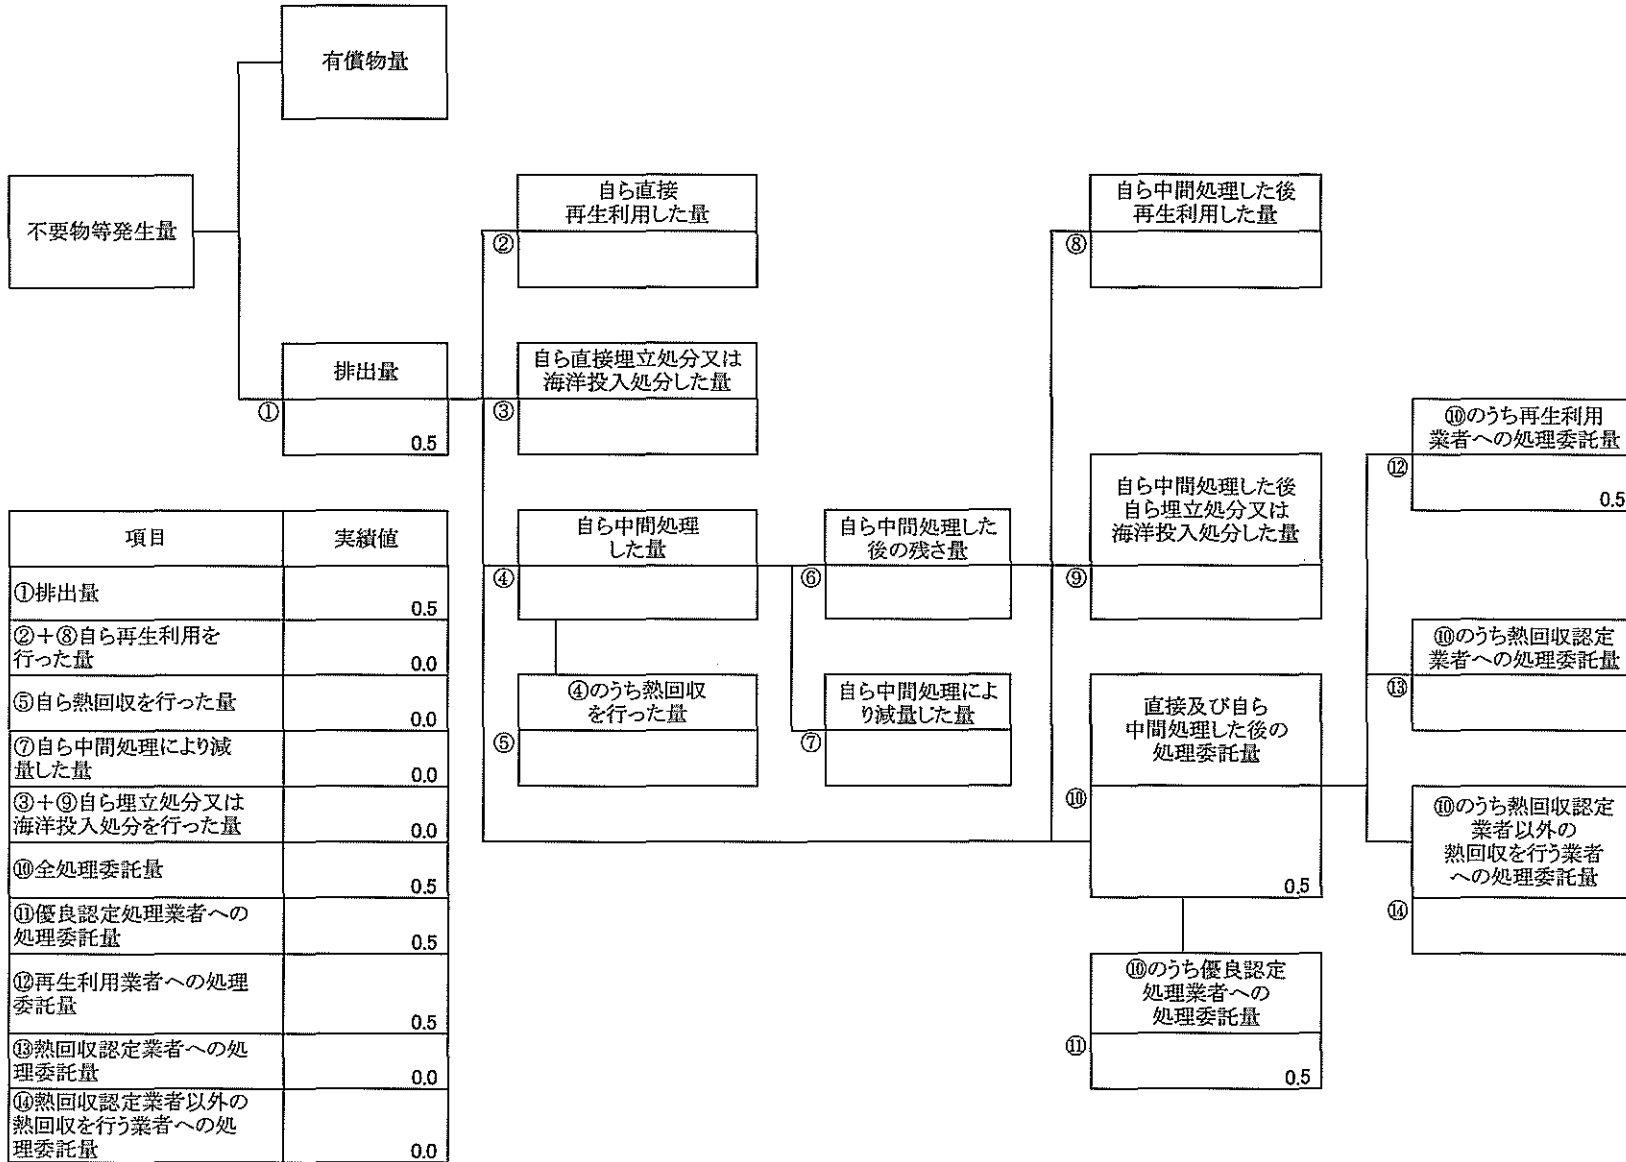 有償物量
不要物等発生量
自ら直接
再生利用した量
②
自ら中間処理した後
再生利用した量
⑧
排出量
①
0.5
自ら直接埋立処分又は
海洋投入処分した量
③
⑩のうち再生利用
業者への処理委託量
⑫
0.5
自ら中間処理した後
自ら埋立処分又は
海洋投入処分した量
⑨
自ら中間処理
した量
④
自ら中間処理した
後の残さ量
⑥
⑩のうち熱回収認定
業者への処理委託量
⑬
④のうち熱回収
を行った量
⑤
自ら中間処理によ
り減量した量
⑦
直接及び自ら
中間処理した後の
処理委託量
⑩
0.5
⑩のうち熱回収認定
業者以外の
熱回収を行う業者
への処理委託量
⑭
⑩のうち優良認定
処理業者への
処理委託量
⑪
0.5
項目 実績値
①排出量 0.5
②+⑧自ら再生利用を
行った量 0.0
⑤自ら熱回収を行った量 0.0
⑦自ら中間処理により減
量した量 0.0
③+⑨自ら埋立処分又は
海洋投入処分を行った量 0.0
⑩全処理委託量 0.5
⑪優良認定処理業者への
処理委託量 0.5
⑫再生利用業者への処理
委託量 0.5
⑬熱回収認定業者への処
理委託量 0.0
⑭熱回収認定業者以外の
熱回収を行う業者への処
理委託量 0.0